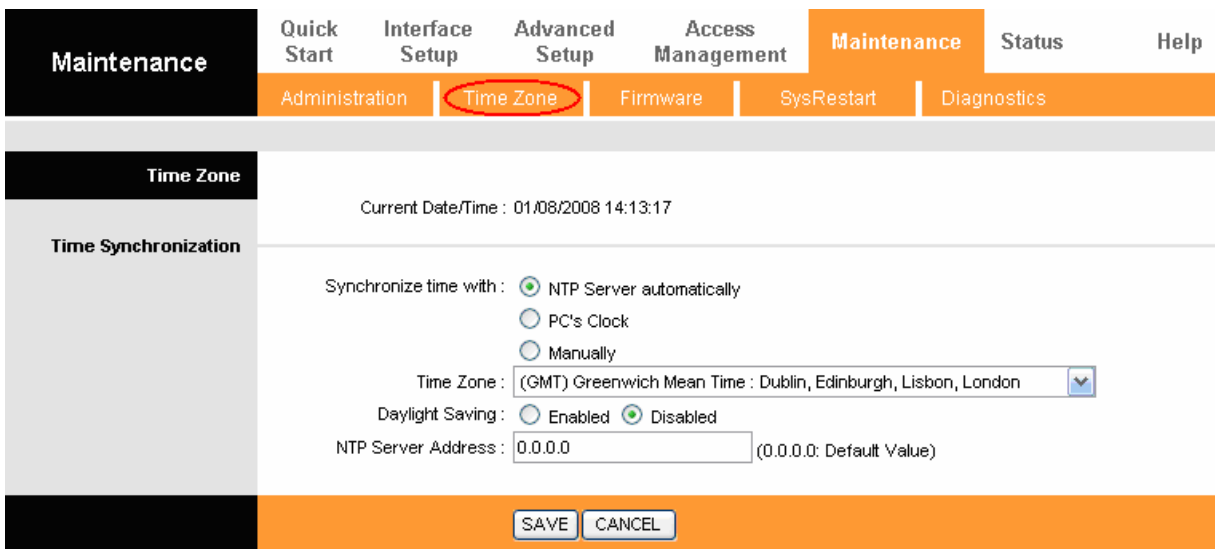 Maintenance
Quick Start
Interface Setup
Advanced Setup
Access Management
Maintenance
Status
Help
Administration
Time Zone
Firmware
SysRestart
Diagnostics
Time Zone
Current Date/Time : 01/08/2008 14:13:17
Time Synchronization
Synchronize time with : NTP Server automatically
PC's Clock
Manually
Time Zone : (GMT) Greenwich Mean Time : Dublin, Edinburgh, Lisbon, London
Daylight Saving : Enabled Disabled
NTP Server Address : 0.0.0.0 (0.0.0.0: Default Value)
SAVE CANCEL